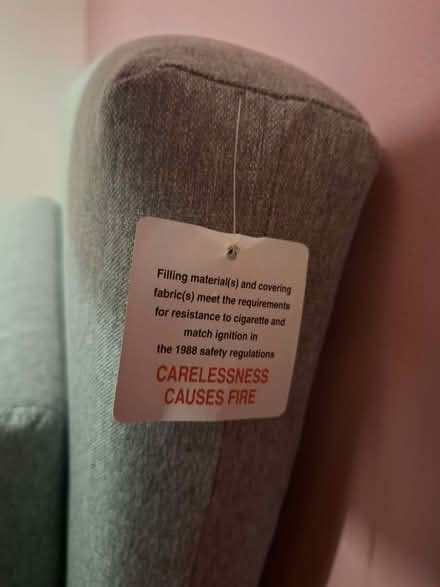 Filling material(s) and covering
fabric(s) meet the requirements
for resistance to cigarette and
match ignition in
the 1988 safety regulations
CARELESSNESS
CAUSES FIRE